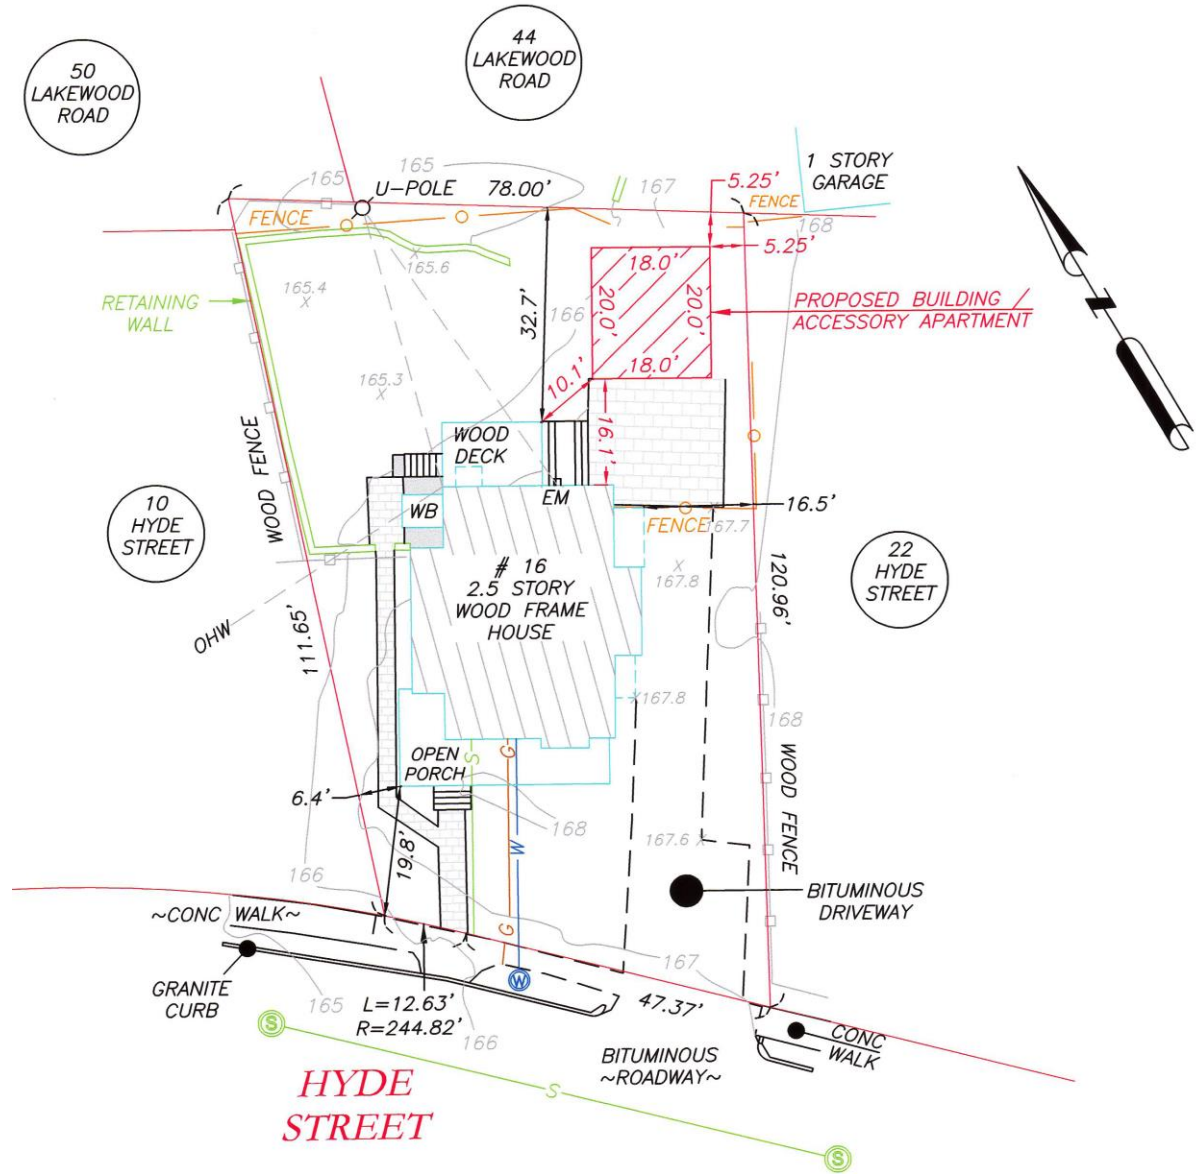 50
LAKEWOOD
ROAD
44
LAKEWOOD
ROAD
1 STORY
GARAGE
165
165
U-POLE
78.00'
167
5.25'
FENCE
FENCE
168
5.25'
165.6
165.4
X
X
RETAINING
WALL
32.7'
166
18.0'
20.0'
20.0'
18.0'
PROPOSED BUILDING /
ACCESSORY APARTMENT
165.3
X
10.1'
16.1'
WOOD FENCE
WOOD
DECK
EM
WB
16.5'
FENCE
167.7
10
HYDE
STREET
22
HYDE
STREET
# 16
2.5 STORY
WOOD FRAME
HOUSE
X
167.8
120.96'
OHW
111.65'
X167.8
168
OPEN
PORCH
S
G
WOOD FENCE
6.4'
19.8'
168
W
167.6 X
166
BITUMINOUS
DRIVEWAY
~CONC WALK~
G
W
167
GRANITE
CURB
165
L=12.63'
R=244.82'
166
47.37'
S
CONC
WALK
BITUMINOUS
~ROADWAY~
HYDE
STREET
S
S